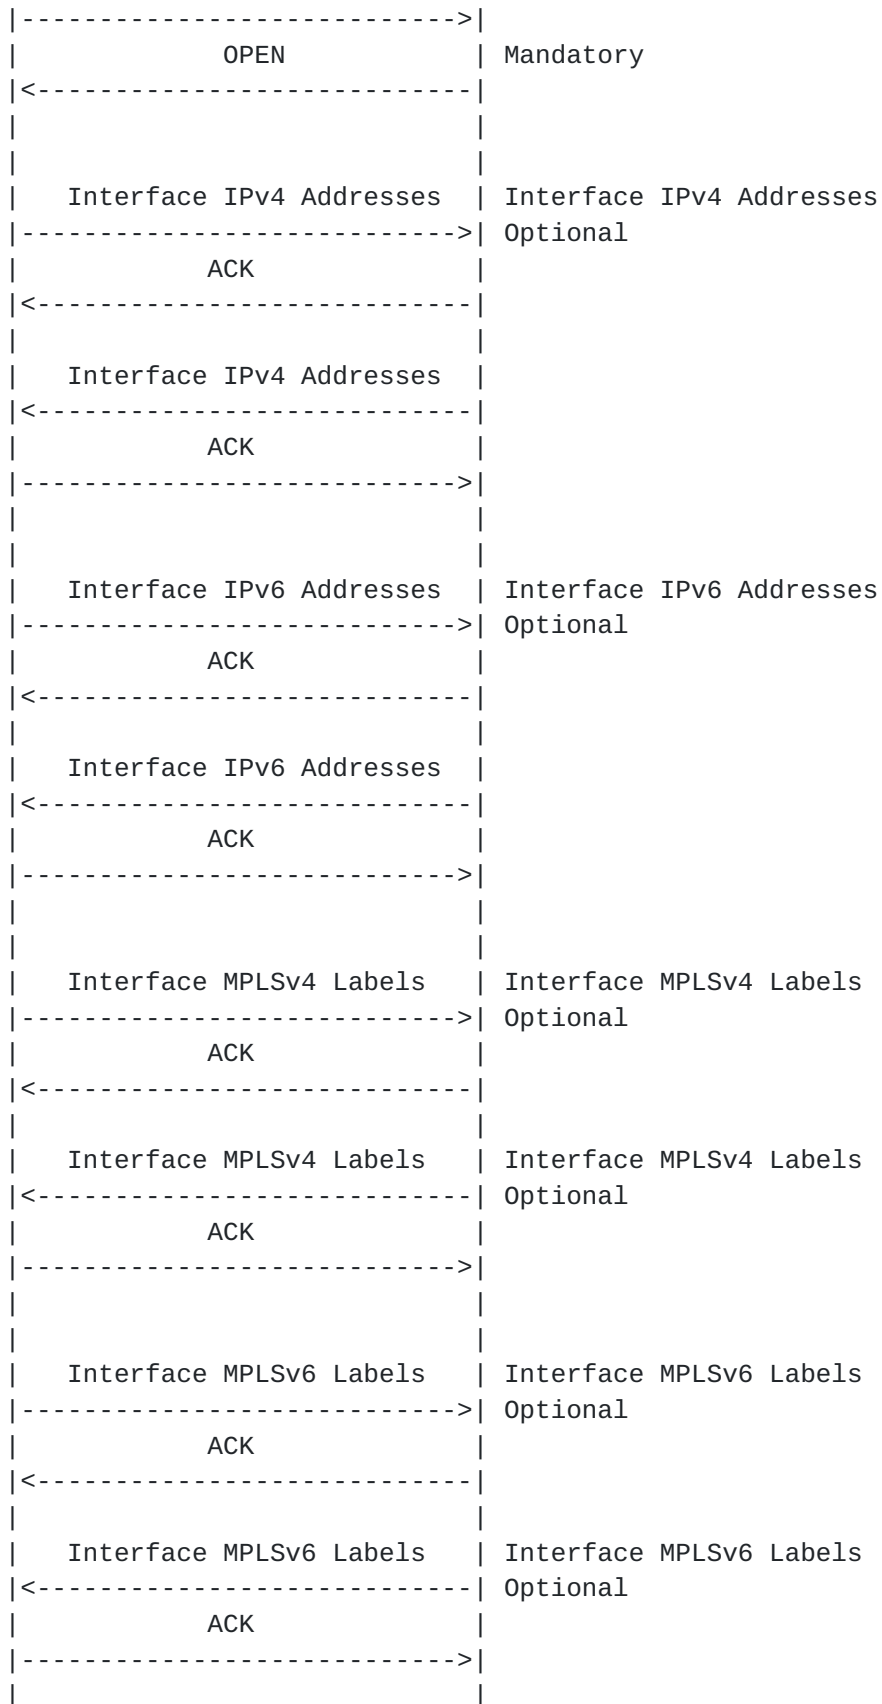 |---------------------------->|
|             OPEN            | Mandatory
|<----------------------------|
|                             |
|                             |
|   Interface IPv4 Addresses  | Interface IPv4 Addresses
|---------------------------->| Optional
|            ACK              |
|<----------------------------|
|                             |
|   Interface IPv4 Addresses  |
|<----------------------------|
|            ACK              |
|---------------------------->|
|                             |
|                             |
|   Interface IPv6 Addresses  | Interface IPv6 Addresses
|---------------------------->| Optional
|            ACK              |
|<----------------------------|
|                             |
|   Interface IPv6 Addresses  |
|<----------------------------|
|            ACK              |
|---------------------------->|
|                             |
|                             |
|   Interface MPLSv4 Labels   | Interface MPLSv4 Labels
|---------------------------->| Optional
|            ACK              |
|<----------------------------|
|                             |
|   Interface MPLSv4 Labels   | Interface MPLSv4 Labels
|<----------------------------| Optional
|            ACK              |
|---------------------------->|
|                             |
|                             |
|   Interface MPLSv6 Labels   | Interface MPLSv6 Labels
|---------------------------->| Optional
|            ACK              |
|<----------------------------|
|                             |
|   Interface MPLSv6 Labels   | Interface MPLSv6 Labels
|<----------------------------| Optional
|            ACK              |
|---------------------------->|
|                             |